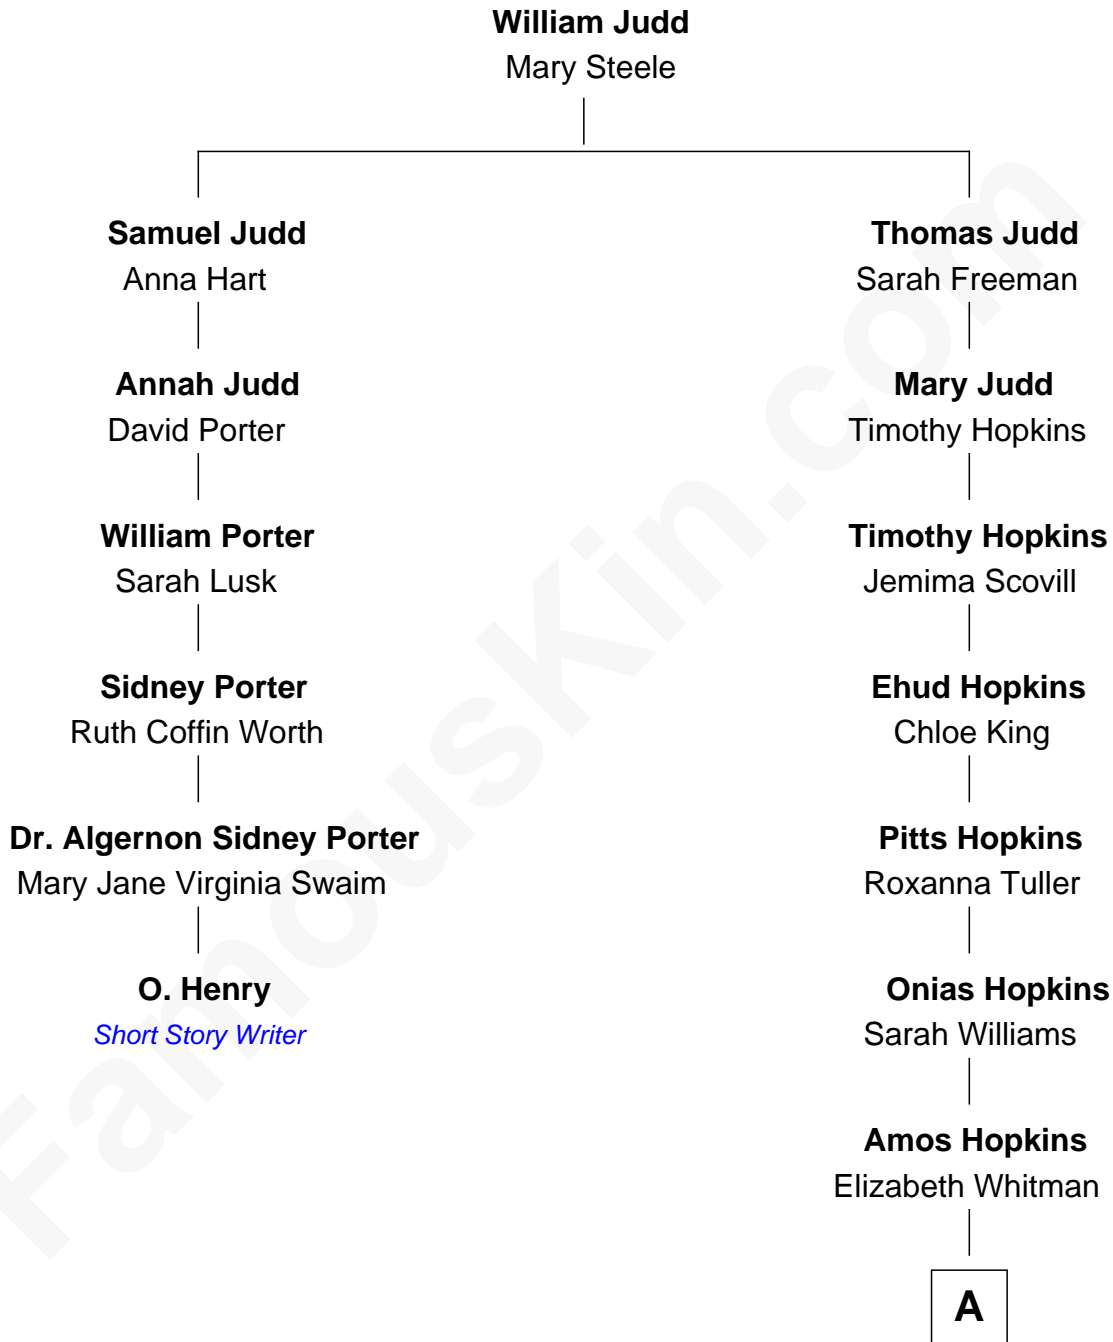 William Judd
Mary Steele
Samuel Judd
Anna Hart
Thomas Judd
Sarah Freeman
Annah Judd
David Porter
Mary Judd
Timothy Hopkins
William Porter
Sarah Lusk
Timothy Hopkins
Jemima Scovill
Sidney Porter
Ruth Coffin Worth
Ehud Hopkins
Chloe King
Dr. Algernon Sidney Porter
Mary Jane Virginia Swaim
Pitts Hopkins
Roxanna Tuller
O. Henry
Short Story Writer
Onias Hopkins
Sarah Williams
Amos Hopkins
Elizabeth Whitman
A
FamousKin.com